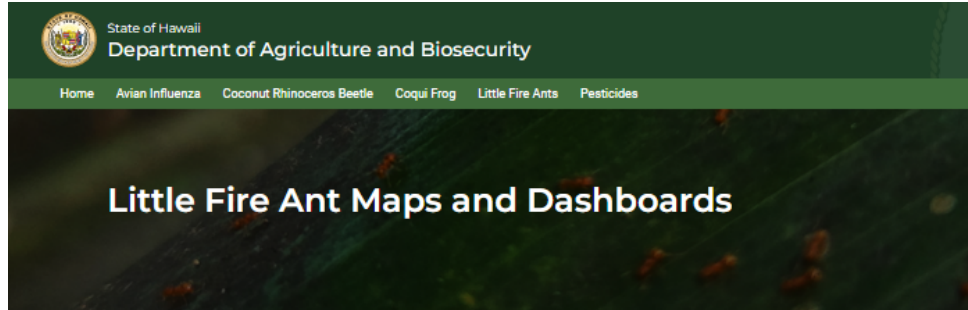 State of Hawaii
Department of Agriculture and Biosecurity
Home Avian Influenza Coconut Rhinoceros Beetle Coqui Frog Little Fire Ants Pesticides
Little Fire Ant Maps and Dashboards